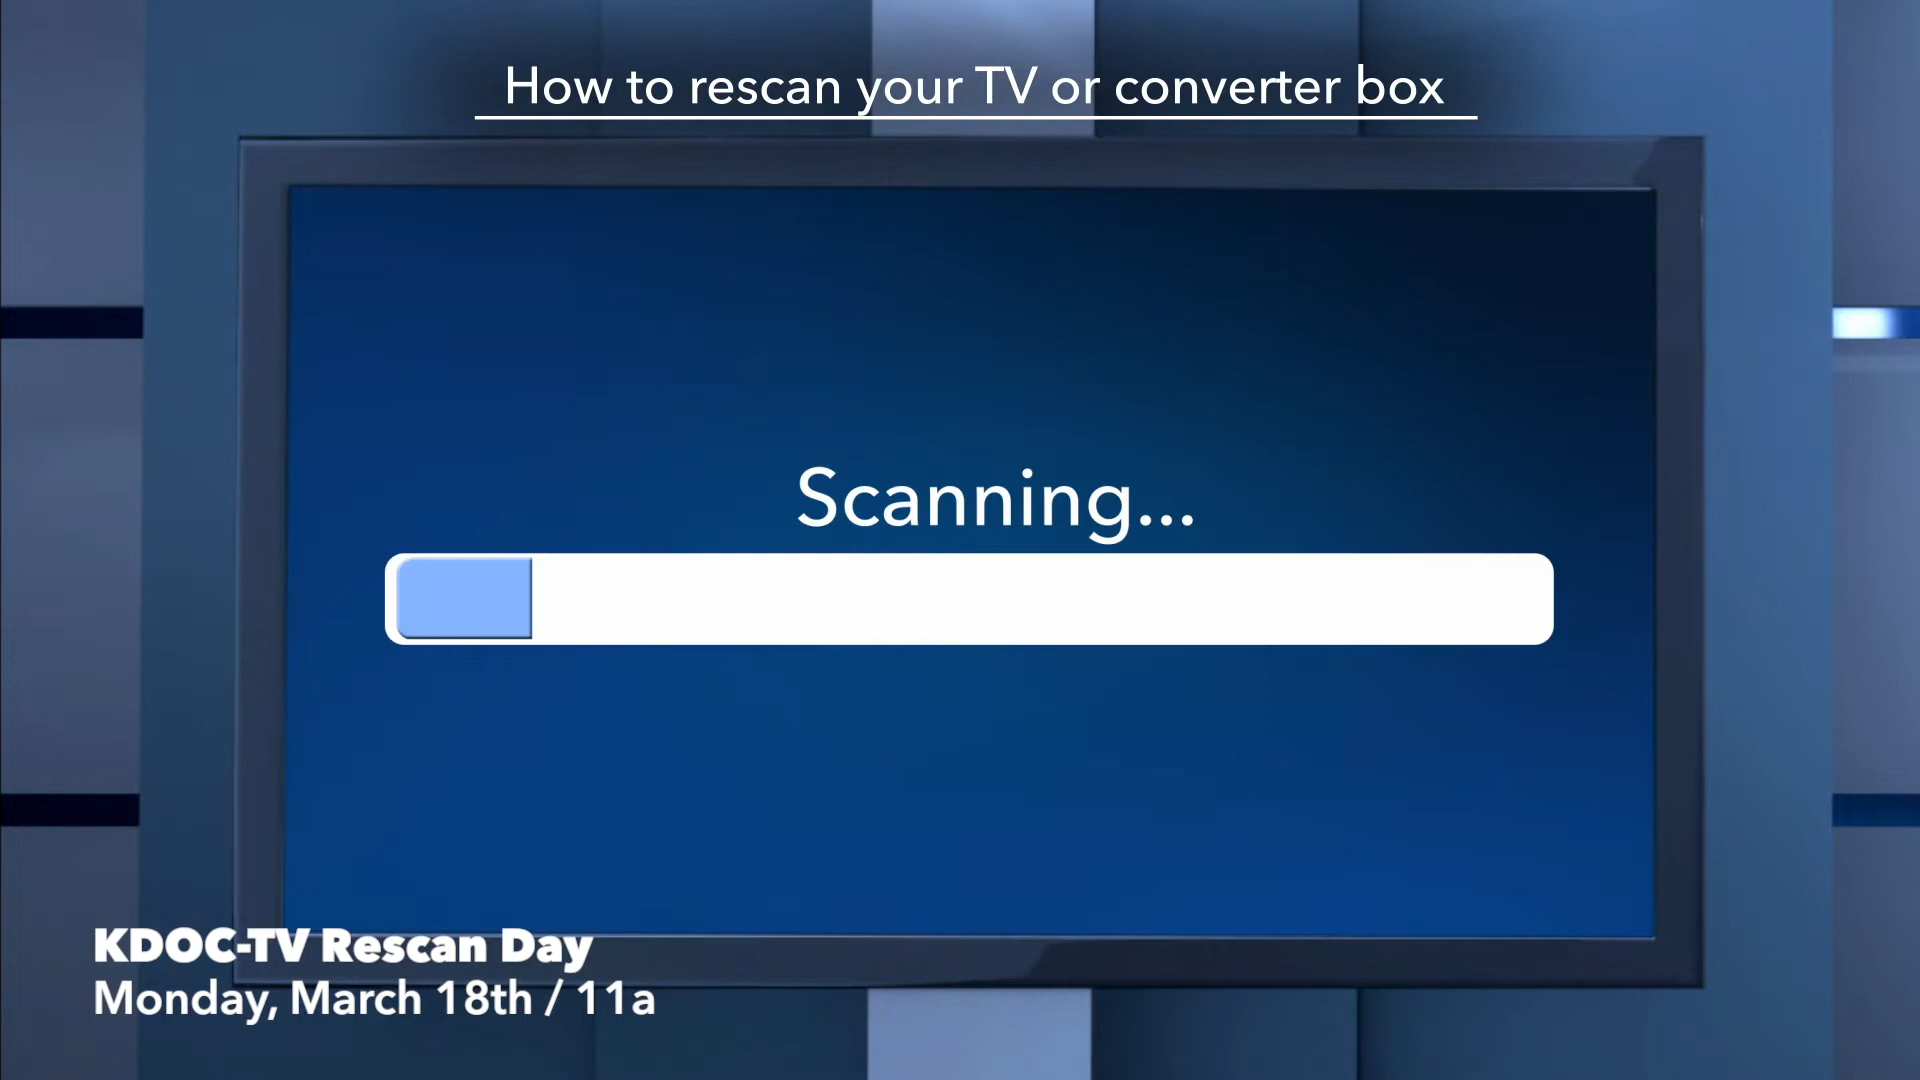 How to rescan your TV or converter box
Scanning...
KDOC-TV Rescan Day
Monday, March 18th / 11a